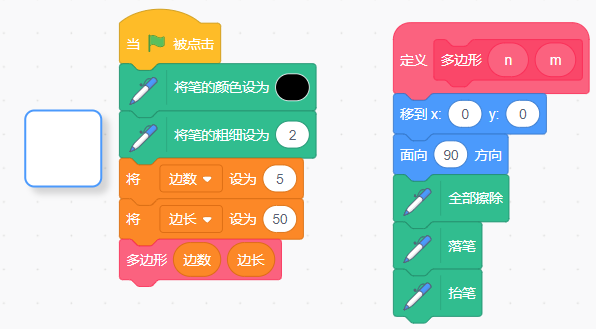 当 被点击
将笔的颜色设为
将笔的粗细设为 2
将 边数 设为 5
将 边长 设为 50
多边形 边数 边长
定义 多边形 n m
移到 x: 0 y: 0
面向 90 方向
全部擦除
落笔
抬笔